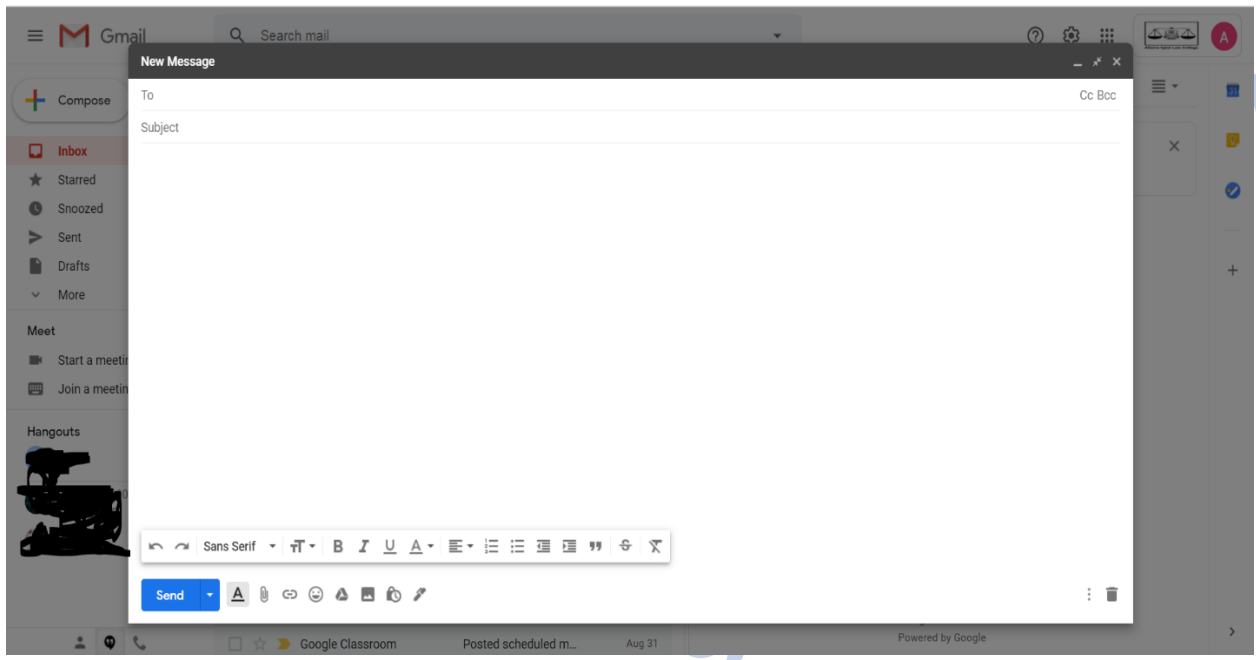 Gmail
Search mail
A
New Message
To
Cc Bcc
Compose
Subject
Inbox
Starred
Snoozed
Sent
Drafts
More
Meet
Start a meetin
Join a meetin
Hangouts
Sans Serif
Send
Google Classroom Posted scheduled m... Aug 31
Powered by Google